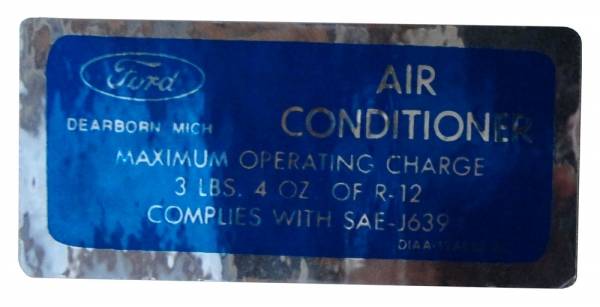 Ford
DEARBORN MICH
AIR
CONDITIONER
MAXIMUM OPERATING CHARGE
3 LBS. 4 OZ. OF R-12
COMPLIES WITH SAE-J639